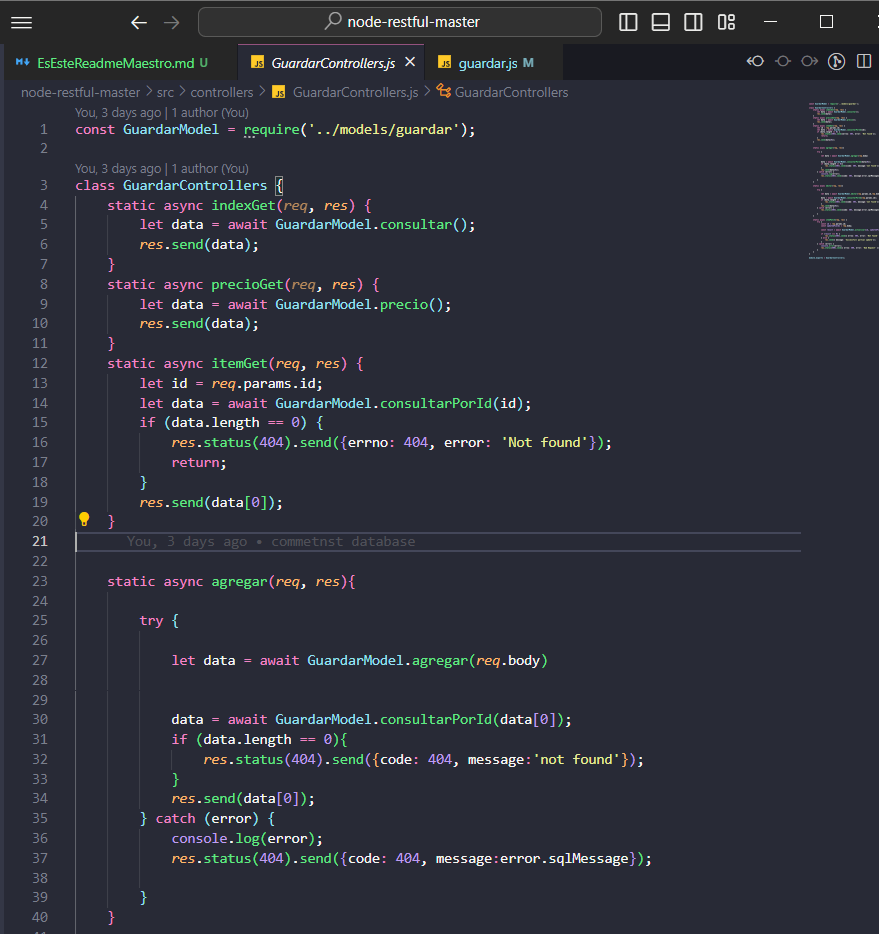 node-restful-master
EsEsteReadmeMaestro.md U
JS GuardarControllers.js
JS guardar.js M
node-restful-master > src > controllers > JS GuardarControllers.js > GuardarControllers
You, 3 days ago | 1 author (You)
1 const GuardarModel = require('../models/guardar');
2
You, 3 days ago | 1 author (You)
3 class GuardarControllers {
4 static async indexGet(req, res) {
5 let data = await GuardarModel.consultar();
6 res.send(data);
7 }
8 static async precioGet(req, res) {
9 let data = await GuardarModel.precio();
10 res.send(data);
11 }
12 static async itemGet(req, res) {
13 let id = req.params.id;
14 let data = await GuardarModel.consultarPorId(id);
15 if (data.length == 0) {
16 res.status(404).send({errno: 404, error: 'Not found'});
17 return;
18 }
19 res.send(data[0]);
20 }
21 You, 3 days ago • commetnst database
22
23 static async agregar(req, res){
24
25 try {
26
27 let data = await GuardarModel.agregar(req.body)
28
29
30 data = await GuardarModel.consultarPorId(data[0]);
31 if (data.length == 0){
32 res.status(404).send({code: 404, message:'not found'});
33 }
34 res.send(data[0]);
35 } catch (error) {
36 console.log(error);
37 res.status(404).send({code: 404, message:error.sqlMessage});
38
39 }
40 }